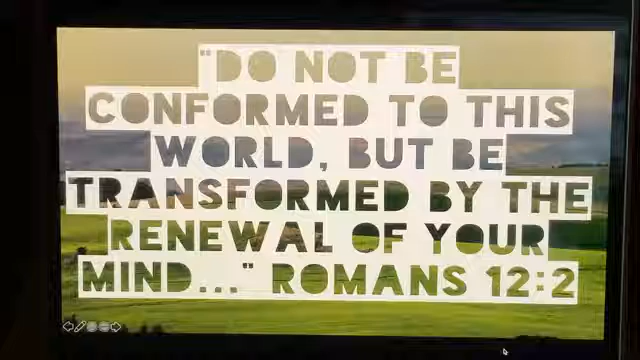 "DO NOT BE
CONFORMED TO THIS
WORLD, BUT BE
TRANSFORMED BY THE
RENEWAL OF YOUR
MIND..." ROMANS 12:2